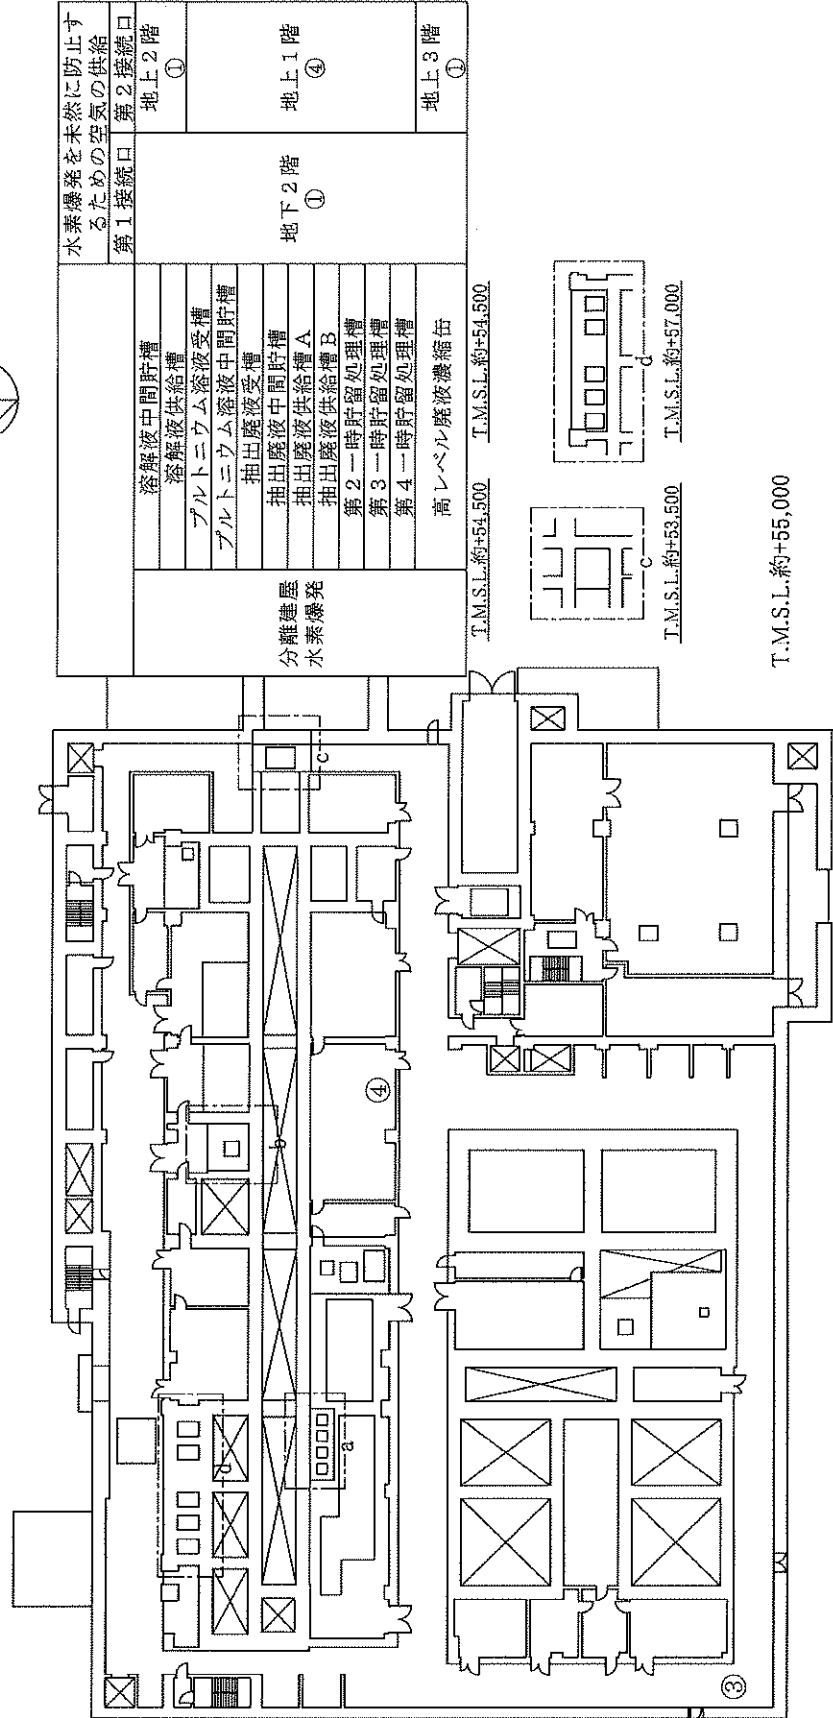 水素爆発を未然に防止す
るための空気の供給
第1接続口 第2接続口
分離建屋
水素爆発
溶解液中間貯槽
溶解液供給槽
プルトニウム溶液受槽
プルトニウム溶液中間貯槽
抽出廃液受槽
抽出廃液中間貯槽
抽出廃液供給槽A
抽出廃液供給槽B
第2一時貯留処理槽
第3一時貯留処理槽
第4一時貯留処理槽
高レベル廃液濃縮缶
地下2階
①
地上2階
①
地上1階
④
地上3階
①
T.M.S.L.約+54,500
T.M.S.L.約+54,500
c
d
T.M.S.L.約+53,500
T.M.S.L.約+57,000
T.M.S.L.約+55,000
c
④
b
a
d
③